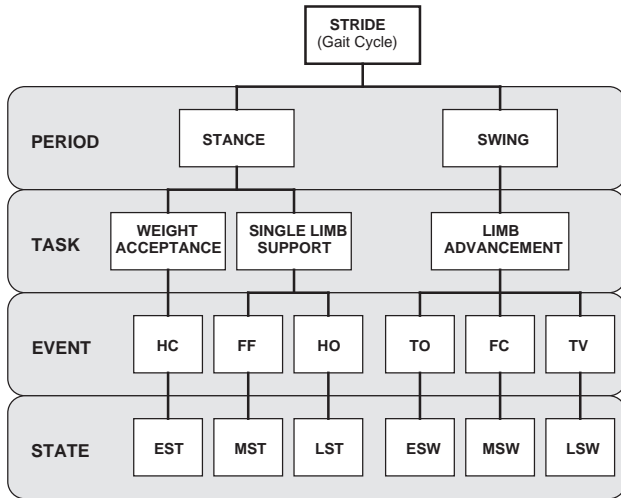 STRIDE
(Gait Cycle)
PERIOD
STANCE
SWING
TASK
WEIGHT
ACCEPTANCE
SINGLE LIMB
SUPPORT
LIMB
ADVANCEMENT
EVENT
HC
FF
HO
TO
FC
TV
STATE
EST
MST
LST
ESW
MSW
LSW